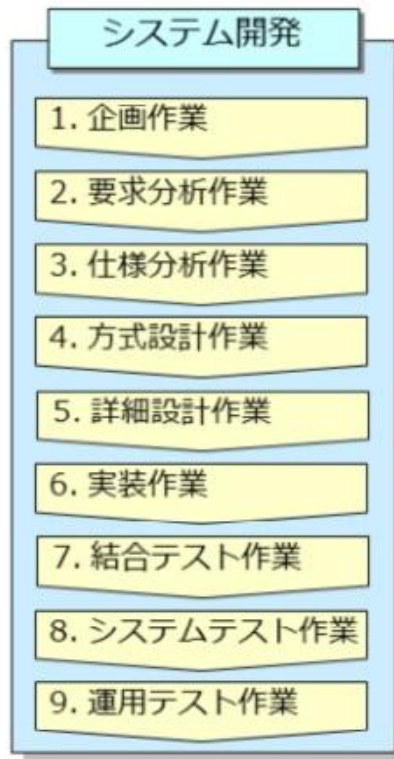 システム開発
1. 企画作業
2. 要求分析作業
3. 仕様分析作業
4. 方式設計作業
5. 詳細設計作業
6. 実装作業
7. 結合テスト作業
8. システムテスト作業
9. 運用テスト作業